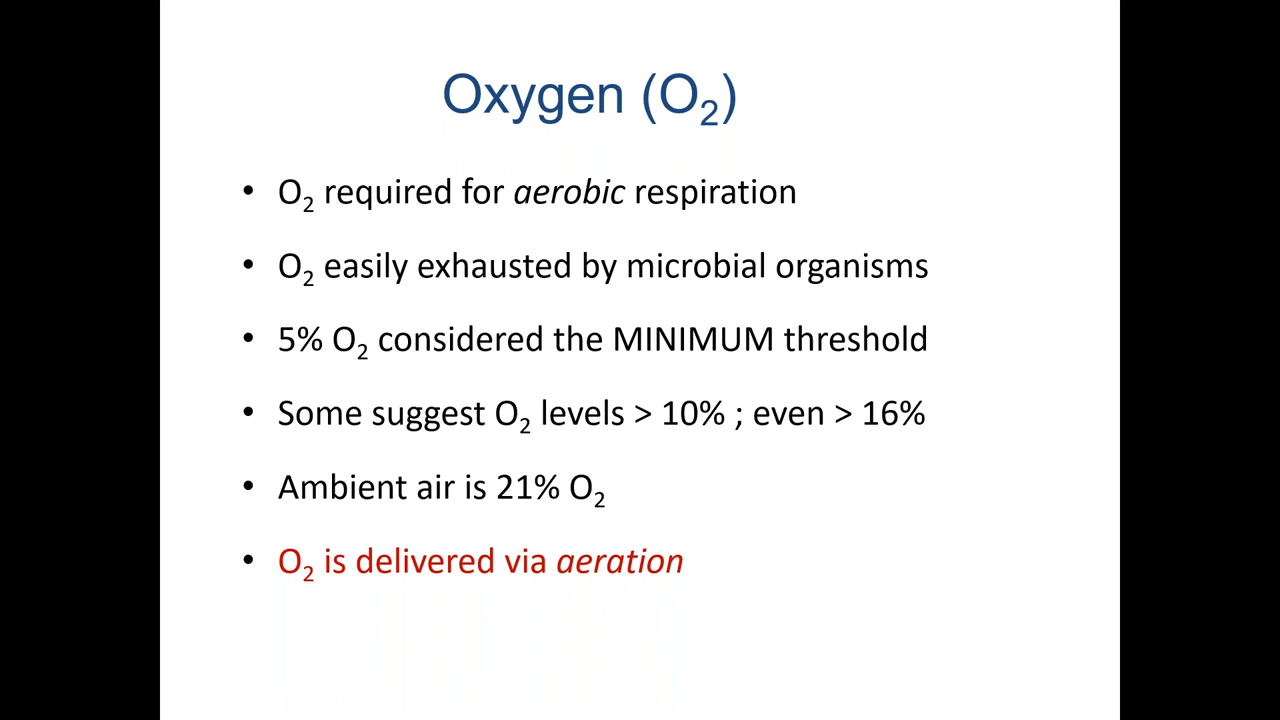 Oxygen (O₂)
• O₂ required for aerobic respiration
• O₂ easily exhausted by microbial organisms
• 5% O₂ considered the MINIMUM threshold
• Some suggest O₂ levels > 10% ; even > 16%
• Ambient air is 21% O₂
• O₂ is delivered via aeration